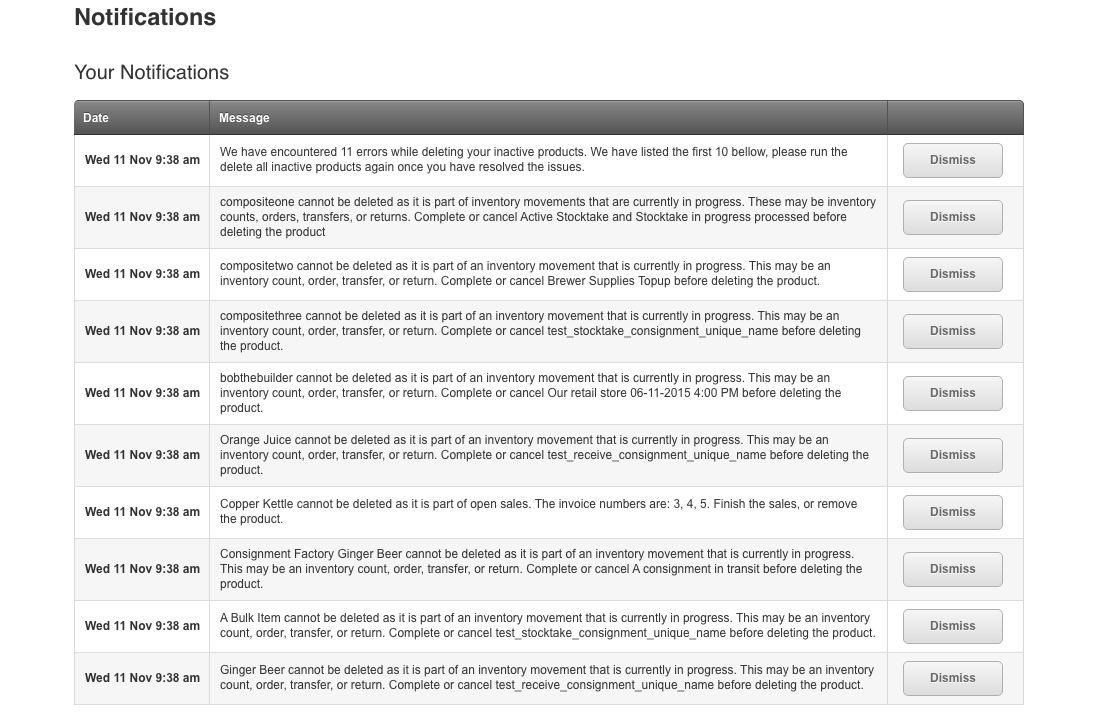 Notifications
Your Notifications
Date Message
Wed 11 Nov 9:38 am
We have encountered 11 errors while deleting your inactive products. We have listed the first 10 bellow, please run the
delete all inactive products again once you have resolved the issues.
Dismiss
Wed 11 Nov 9:38 am
compositeone cannot be deleted as it is part of inventory movements that are currently in progress. These may be inventory
counts, orders, transfers, or returns. Complete or cancel Active Stocktake and Stocktake in progress processed before
deleting the product
Dismiss
Wed 11 Nov 9:38 am
compositetwo cannot be deleted as it is part of an inventory movement that is currently in progress. This may be an
inventory count, order, transfer, or return. Complete or cancel Brewer Supplies Topup before deleting the product.
Dismiss
Wed 11 Nov 9:38 am
compositethree cannot be deleted as it is part of an inventory movement that is currently in progress. This may be an
inventory count, order, transfer, or return. Complete or cancel test_stocktake_consignment_unique_name before deleting
the product.
Dismiss
Wed 11 Nov 9:38 am
bobthebuilder cannot be deleted as it is part of an inventory movement that is currently in progress. This may be an
inventory count, order, transfer, or return. Complete or cancel Our retail store 06-11-2015 4:00 PM before deleting the
product.
Dismiss
Wed 11 Nov 9:38 am
Orange Juice cannot be deleted as it is part of an inventory movement that is currently in progress. This may be an
inventory count, order, transfer, or return. Complete or cancel test_receive_consignment_unique_name before deleting the
product.
Dismiss
Wed 11 Nov 9:38 am
Copper Kettle cannot be deleted as it is part of open sales. The invoice numbers are: 3, 4, 5. Finish the sales, or remove
the product.
Dismiss
Wed 11 Nov 9:38 am
Consignment Factory Ginger Beer cannot be deleted as it is part of an inventory movement that is currently in progress.
This may be an inventory count, order, transfer, or return. Complete or cancel A consignment in transit before deleting the
product.
Dismiss
Wed 11 Nov 9:38 am
A Bulk Item cannot be deleted as it is part of an inventory movement that is currently in progress. This may be an inventory
count, order, transfer, or return. Complete or cancel test_stocktake_consignment_unique_name before deleting the product.
Dismiss
Wed 11 Nov 9:38 am
Ginger Beer cannot be deleted as it is part of an inventory movement that is currently in progress. This may be an inventory
count, order, transfer, or return. Complete or cancel test_receive_consignment_unique_name before deleting the product.
Dismiss